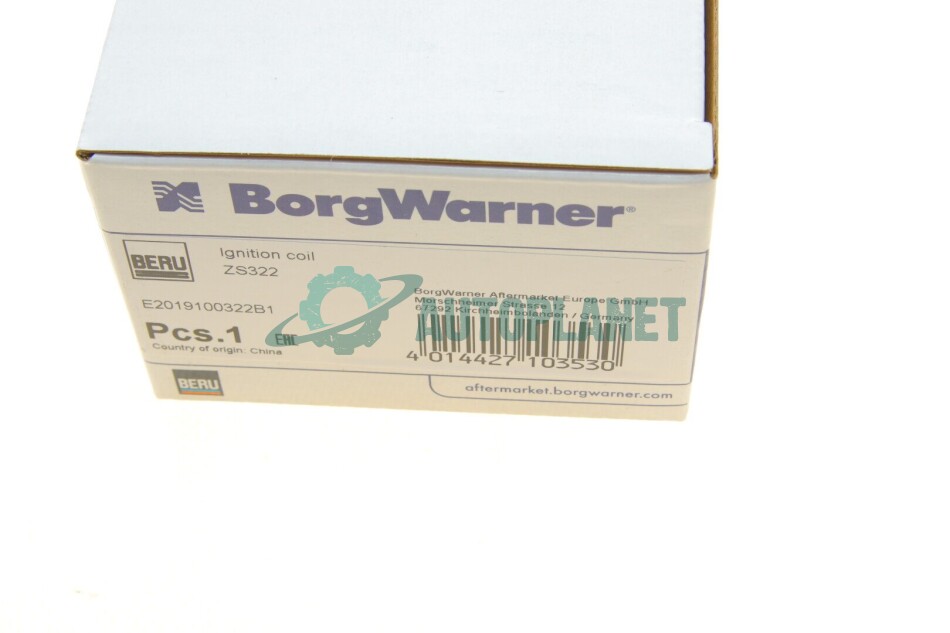 BorgWarner®
BERU
Ignition coil
ZS322
E2019100322B1
Pcs.1
EAC
Country of origin: China
BorgWarner Aftermarket Europe GmbH
Morschheimer Strasse 12
67292 Kirchheimbolanden / Germany
AUTOPLANET
4 014427 103530
BERU
aftermarket.borgwarner.com